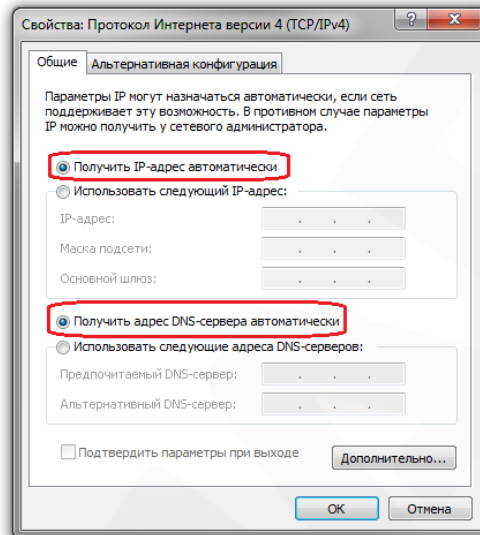 Свойства: Протокол Интернета версии 4 (TCP/IPv4)
Общие
Альтернативная конфигурация
Параметры IP могут назначаться автоматически, если сеть
поддерживает эту возможность. В противном случае параметры
IP можно получить у сетевого администратора.
Получить IP-адрес автоматически
Использовать следующий IP-адрес:
IP-адрес:
Маска подсети:
Основной шлюз:
Получить адрес DNS-сервера автоматически
Использовать следующие адреса DNS-серверов:
Предпочитаемый DNS-сервер:
Альтернативный DNS-сервер:
Подтвердить параметры при выходе
Дополнительно...
ОК
Отмена